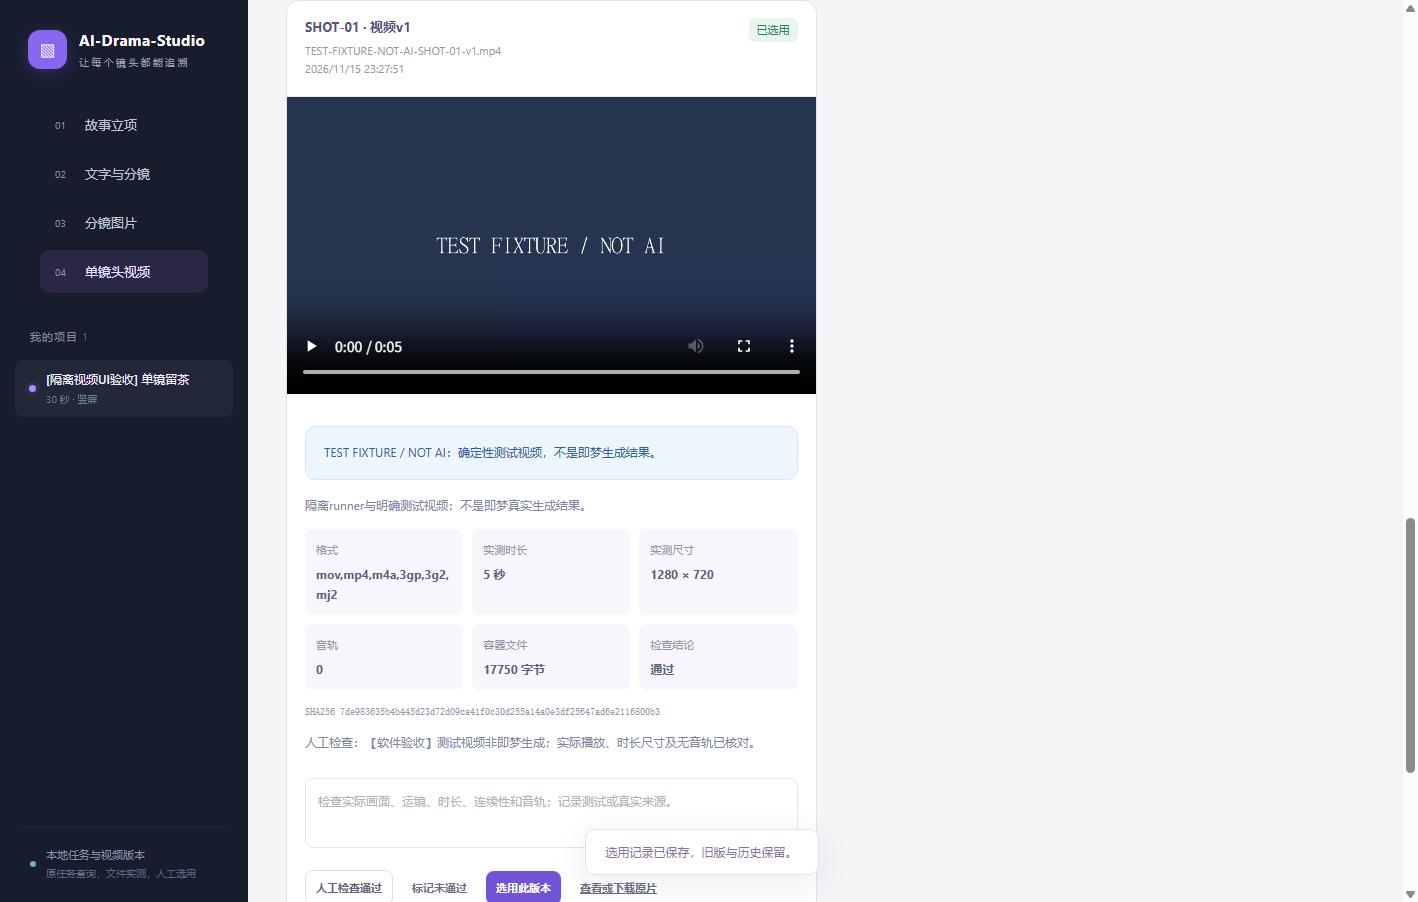 AI-Drama-Studio
让每个镜头都能追溯
01 故事立项
02 文字与分镜
03 分镜图片
04 单镜头视频
我的项目 1
[隔离视频UI验收] 单镜留茶
30 秒 · 竖屏
本地任务与视频版本
原任务查询，文件实测，人工选用
SHOT-01 · 视频v1
已选用
TEST-FIXTURE-NOT-AI-SHOT-01-v1.mp4
2026/11/15 23:27:51
TEST FIXTURE / NOT AI
0:00 / 0:05
TEST FIXTURE / NOT AI：确定性测试视频，不是即梦生成结果。
隔离runner与明确测试视频；不是即梦真实生成结果。
格式
mov,mp4,m4a,3gp,3g2,
mj2
实测时长
5 秒
实测尺寸
1280 × 720
音轨
0
容器文件
17750 字节
检查结论
通过
SHA256 7de983635b4b445d23d72d09ca41f0c30d255a14a0e3df25647ad6e2116800b3
人工检查：【软件验收】测试视频非即梦生成；实际播放、时长尺寸及无音轨已核对。
检查实际画面、运镜、时长、连续性和音轨；记录测试或真实来源。
选用记录已保存，旧版与历史保留。
人工检查通过
标记未通过
选用此版本
查看或下载原片